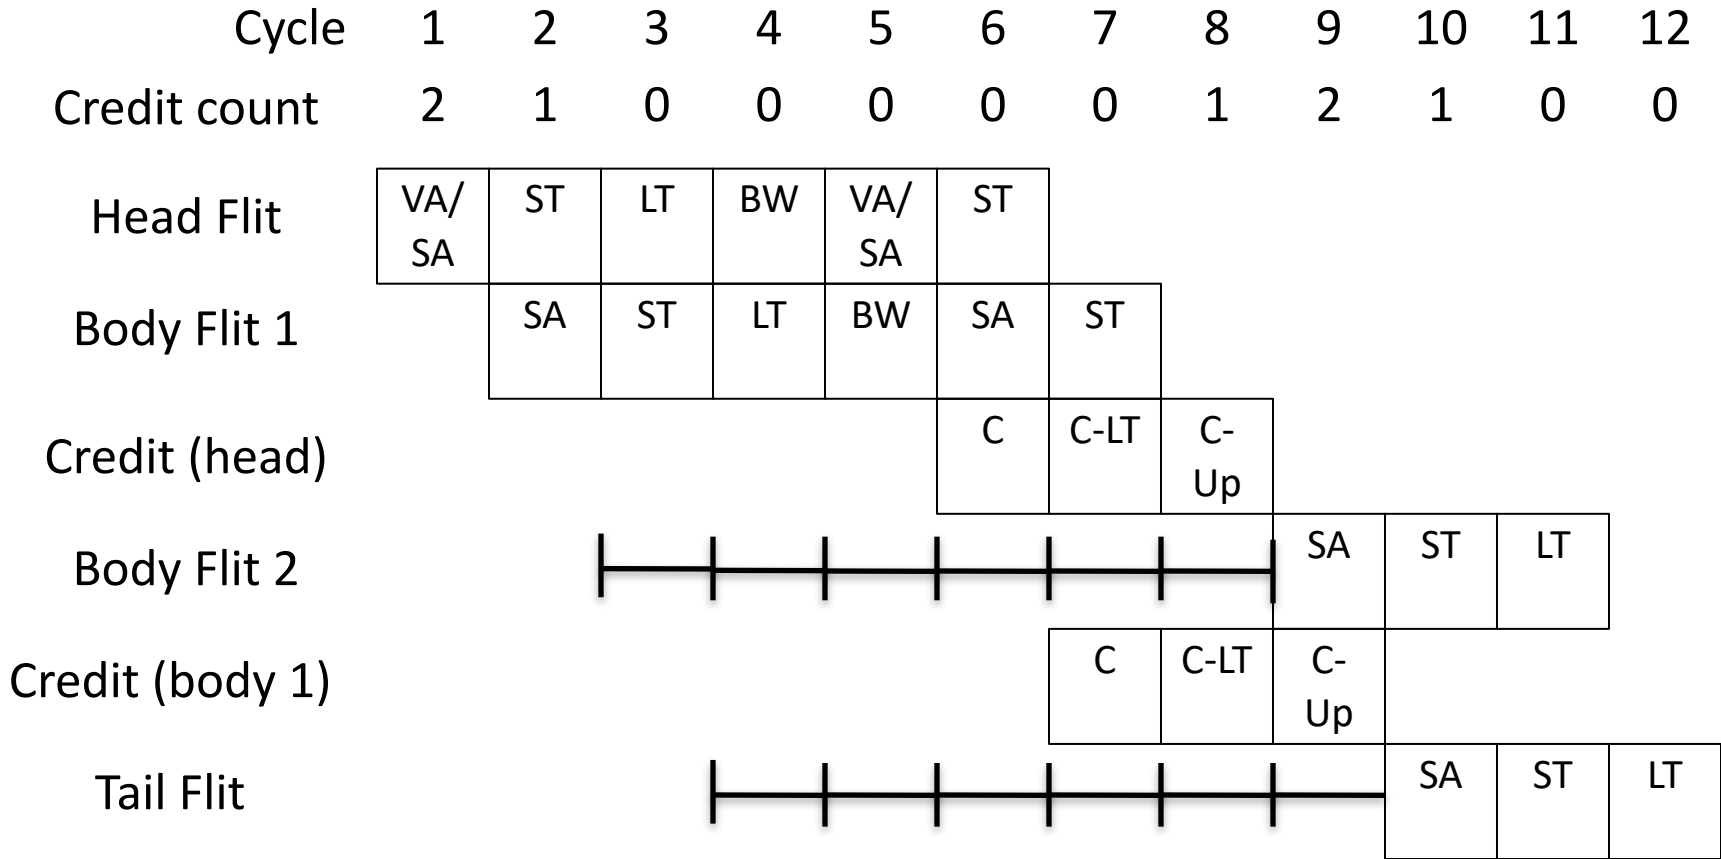 Cycle 1 2 3 4 5 6 7 8 9 10 11 12
Credit count 2 1 0 0 0 0 0 1 2 1 0 0
Head Flit VA/ SA ST LT BW VA/ SA ST
Body Flit 1 SA ST LT BW SA ST
Credit (head) C C-LT C- Up
Body Flit 2 SA ST LT
Credit (body 1) C C-LT C- Up
Tail Flit SA ST LT